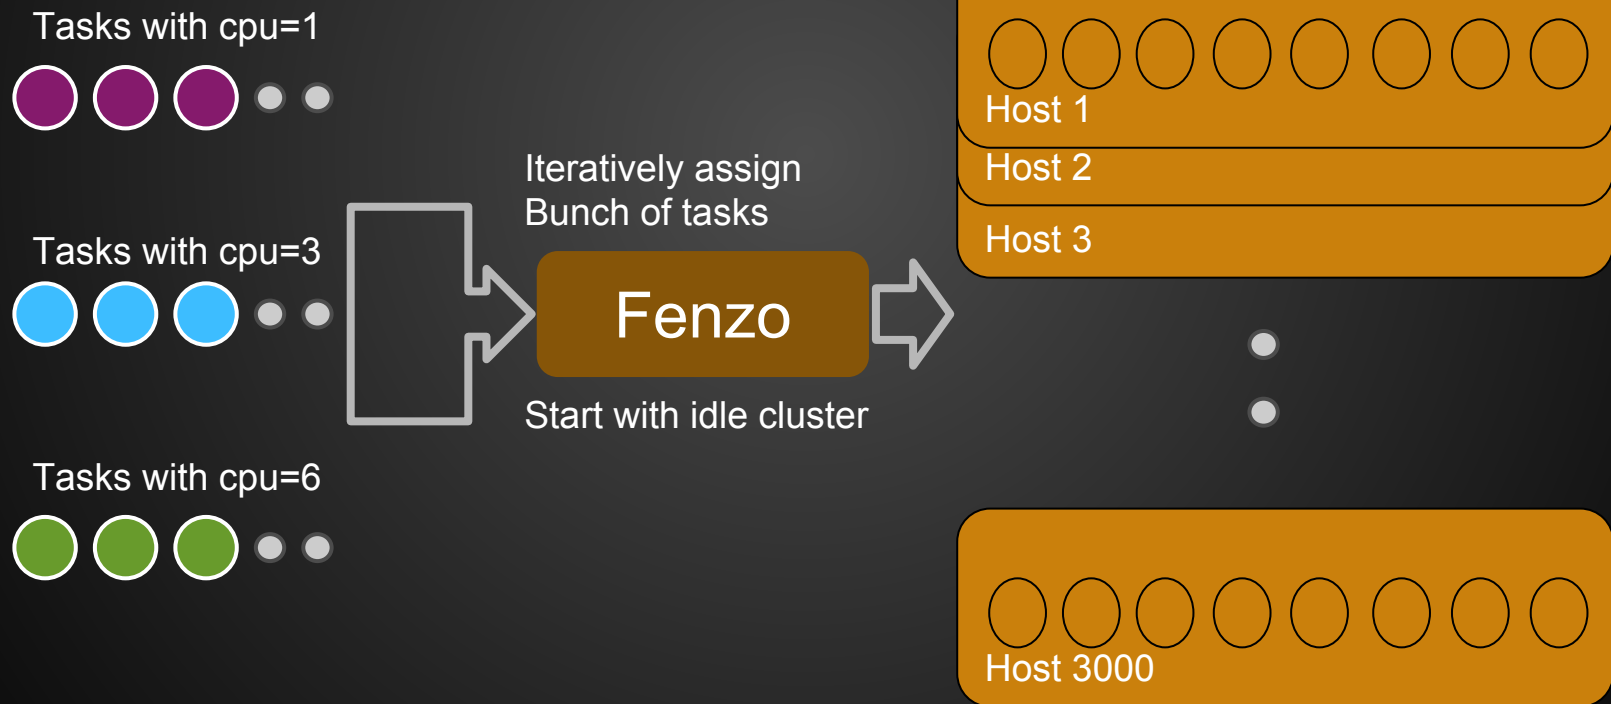 Tasks with cpu=1
Tasks with cpu=3
Tasks with cpu=6
Iteratively assign
Bunch of tasks
Fenzo
Start with idle cluster
Host 1
Host 2
Host 3
Host 3000